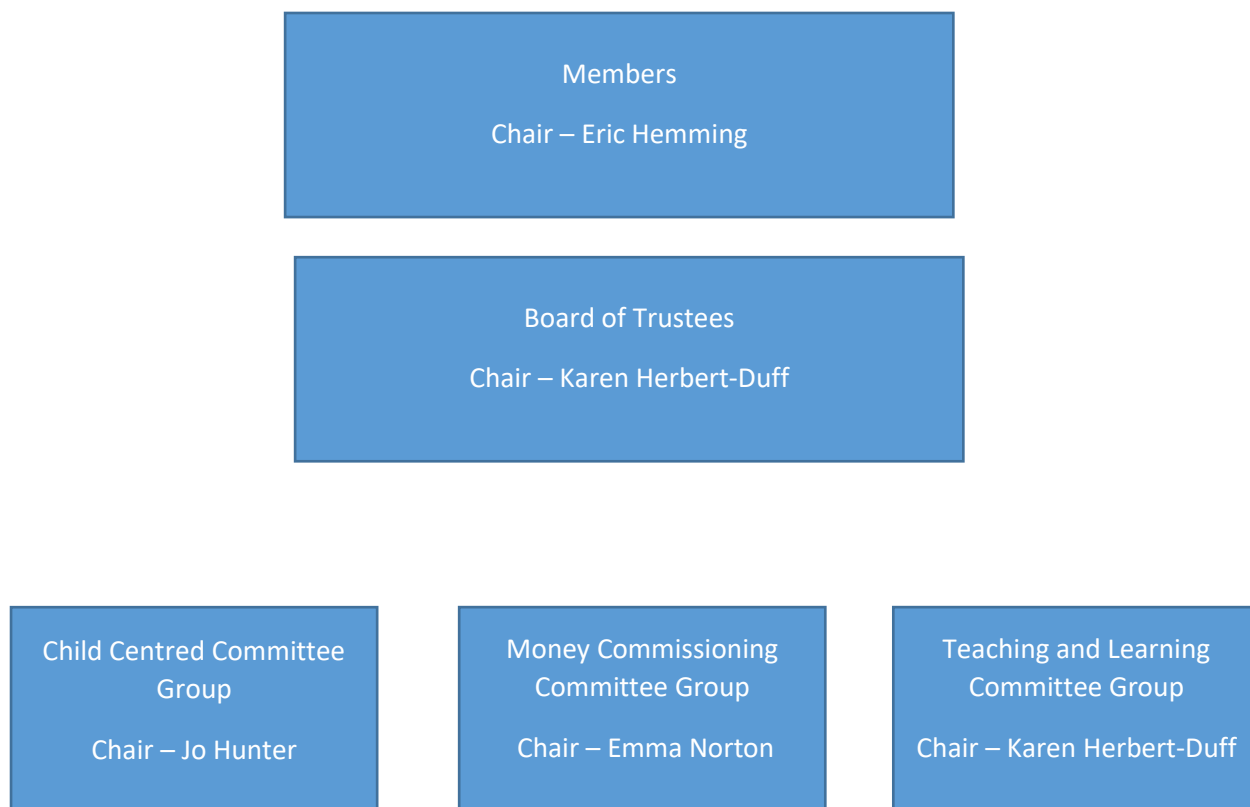 Members
Chair – Eric Hemming
Board of Trustees
Chair – Karen Herbert-Duff
Child Centred Committee
Group
Chair – Jo Hunter
Money Commissioning
Committee Group
Chair – Emma Norton
Teaching and Learning
Committee Group
Chair – Karen Herbert-Duff